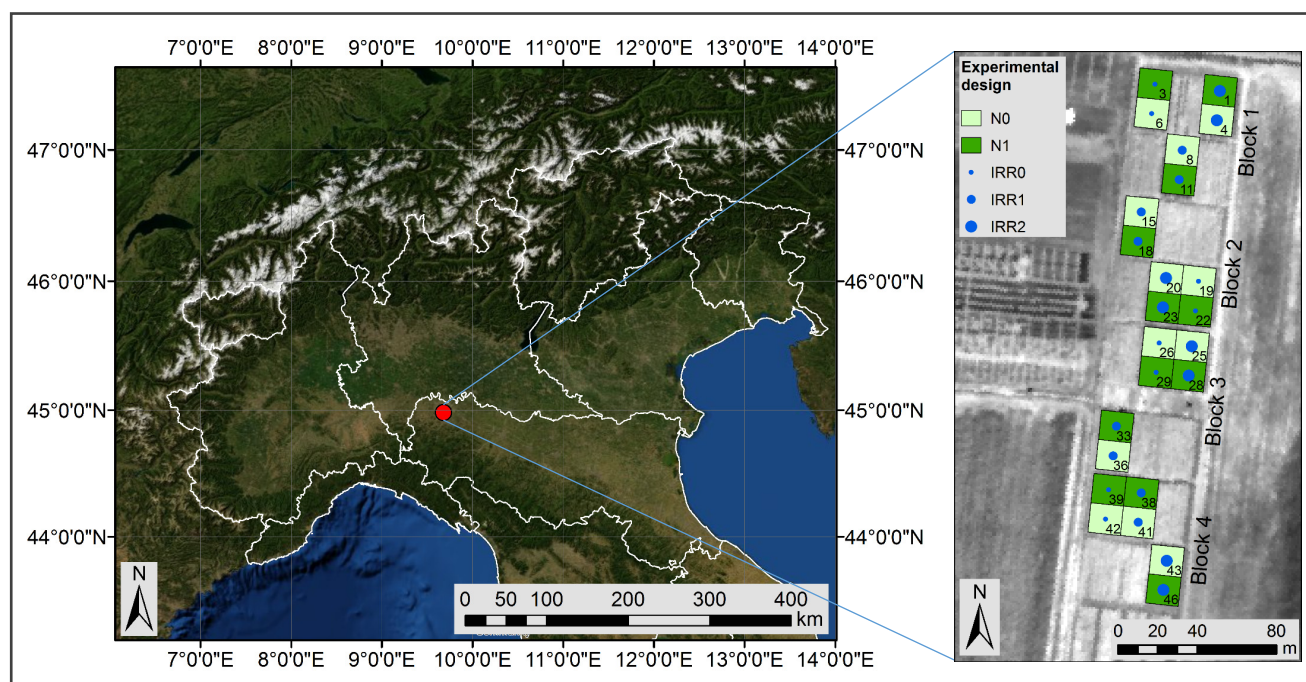 7°0'0"E 8°0'0"E 9°0'0"E 10°0'0"E 11°0'0"E 12°0'0"E 13°0'0"E 14°0'0"E
47°0'0"N 47°0'0"N
46°0'0"N 46°0'0"N
45°0'0"N 45°0'0"N
44°0'0"N 44°0'0"N
N
0 50 100 200 300 400
km
7°0'0"E 8°0'0"E 9°0'0"E 10°0'0"E 11°0'0"E 12°0'0"E 13°0'0"E 14°0'0"E
Experimental
design
N0
N1
IRR0
IRR1
IRR2
3 1
6 4
8
11
Block 1
15
18
20 19
23 22
Block 2
26 25
29 28
Block 3
33
36
39 38
42 41
43
46
Block 4
N
0 20 40 80
m